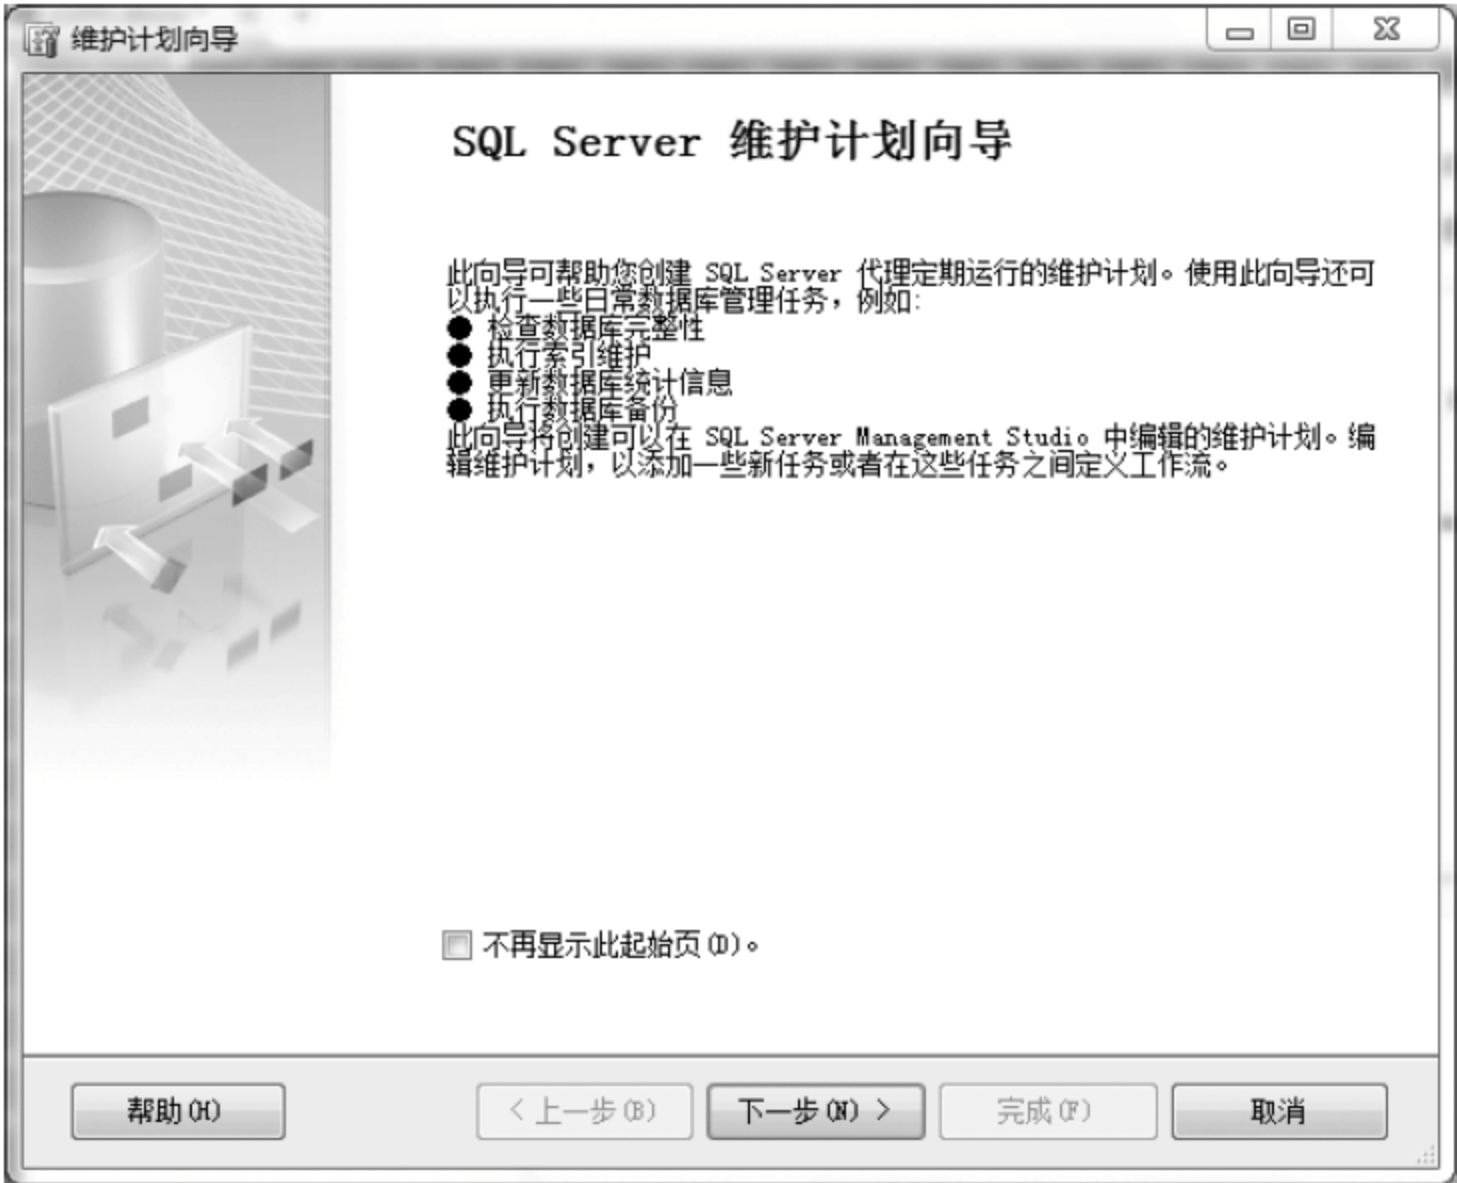 维护计划向导
SQL Server 维护计划向导
此向导可帮助您创建 SQL Server 代理定期运行的维护计划。使用此向导还可
以执行一些日常数据库管理任务，例如:
● 检查数据库完整性
● 执行索引维护
● 更新数据库统计信息
● 执行数据库备份
此向导将创建可以在 SQL Server Management Studio 中编辑的维护计划。编
辑维护计划，以添加一些新任务或者在这些任务之间定义工作流。
不再显示此起始页(D)。
帮助(H)
< 上一步(B)
下一步(N) >
完成(F)
取消